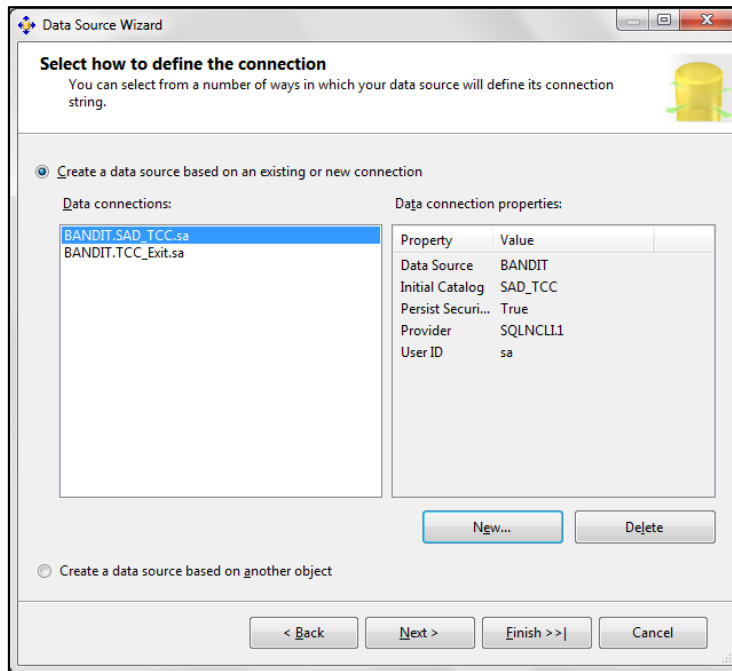 Data Source Wizard
Select how to define the connection
You can select from a number of ways in which your data source will define its connection
string.
Create a data source based on an existing or new connection
Data connections:
Data connection properties:
BANDIT.SAD_TCC.sa
BANDIT.TCC_Exit.sa
Property Value
Data Source BANDIT
Initial Catalog SAD_TCC
Persist Securi... True
Provider SQLNCLI.1
User ID sa
New... Delete
Create a data source based on another object
< Back Next > Finish >>| Cancel